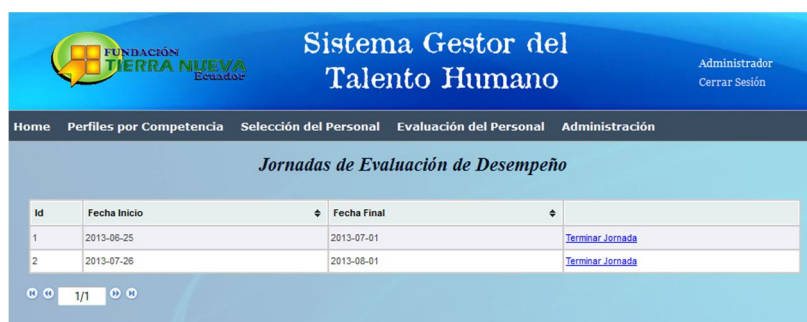 FUNDACIÓN
TIERRA NUEVA
Ecuador
Sistema Gestor del
Talento Humano
Administrador
Cerrar Sesión
Home Perfiles por Competencia Selección del Personal Evaluación del Personal Administración
Jornadas de Evaluación de Desempeño
Id Fecha Inicio Fecha Final
1 2013-06-25 2013-07-01 Terminar Jornada
2 2013-07-26 2013-08-01 Terminar Jornada
1/1